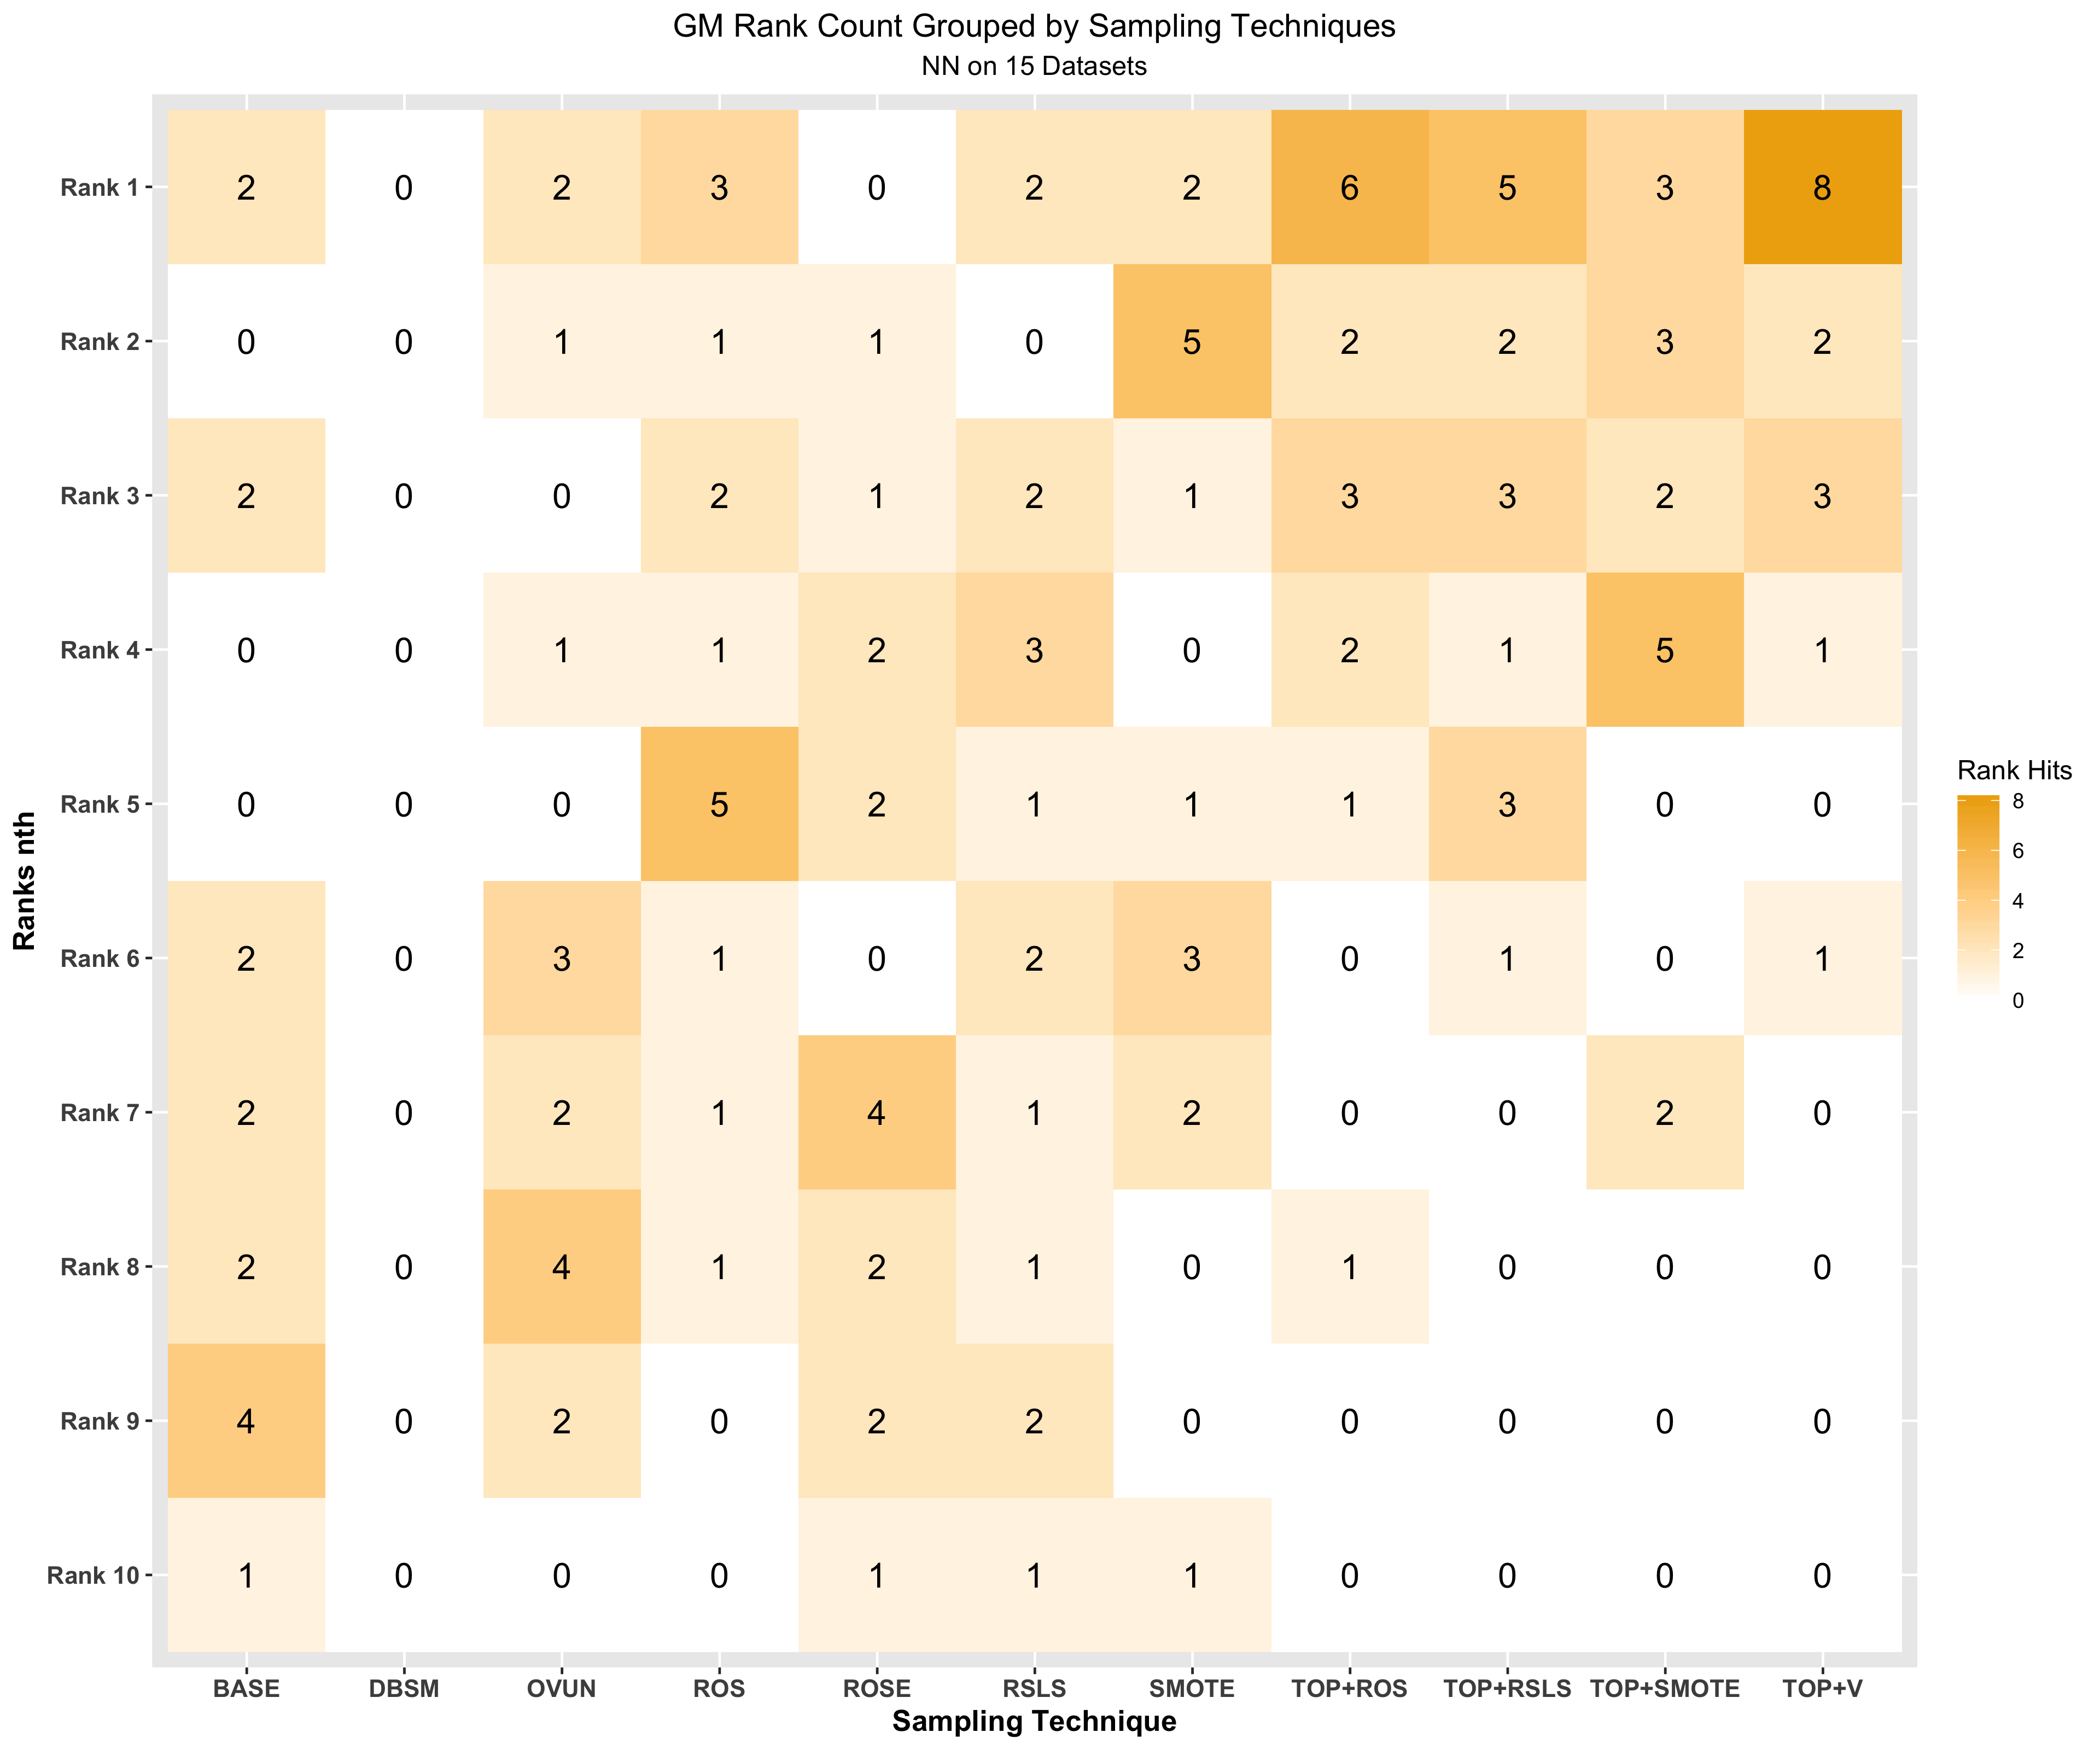 GM Rank Count Grouped by Sampling Techniques
NN on 15 Datasets
Ranks nth
Rank 1 2 0 2 3 0 2 2 6 5 3 8
Rank 2 0 0 1 1 1 0 5 2 2 3 2
Rank 3 2 0 0 2 1 2 1 3 3 2 3
Rank 4 0 0 1 1 2 3 0 2 1 5 1
Rank 5 0 0 0 5 2 1 1 1 3 0 0
Rank 6 2 0 3 1 0 2 3 0 1 0 1
Rank 7 2 0 2 1 4 1 2 0 0 2 0
Rank 8 2 0 4 1 2 1 0 1 0 0 0
Rank 9 4 0 2 0 2 2 0 0 0 0 0
Rank 10 1 0 0 0 1 1 1 0 0 0 0
BASE DBSM OVUN ROS ROSE RSLS SMOTE TOP+ROS TOP+RSLS TOP+SMOTE TOP+V
Sampling Technique
Rank Hits
8
6
4
2
0